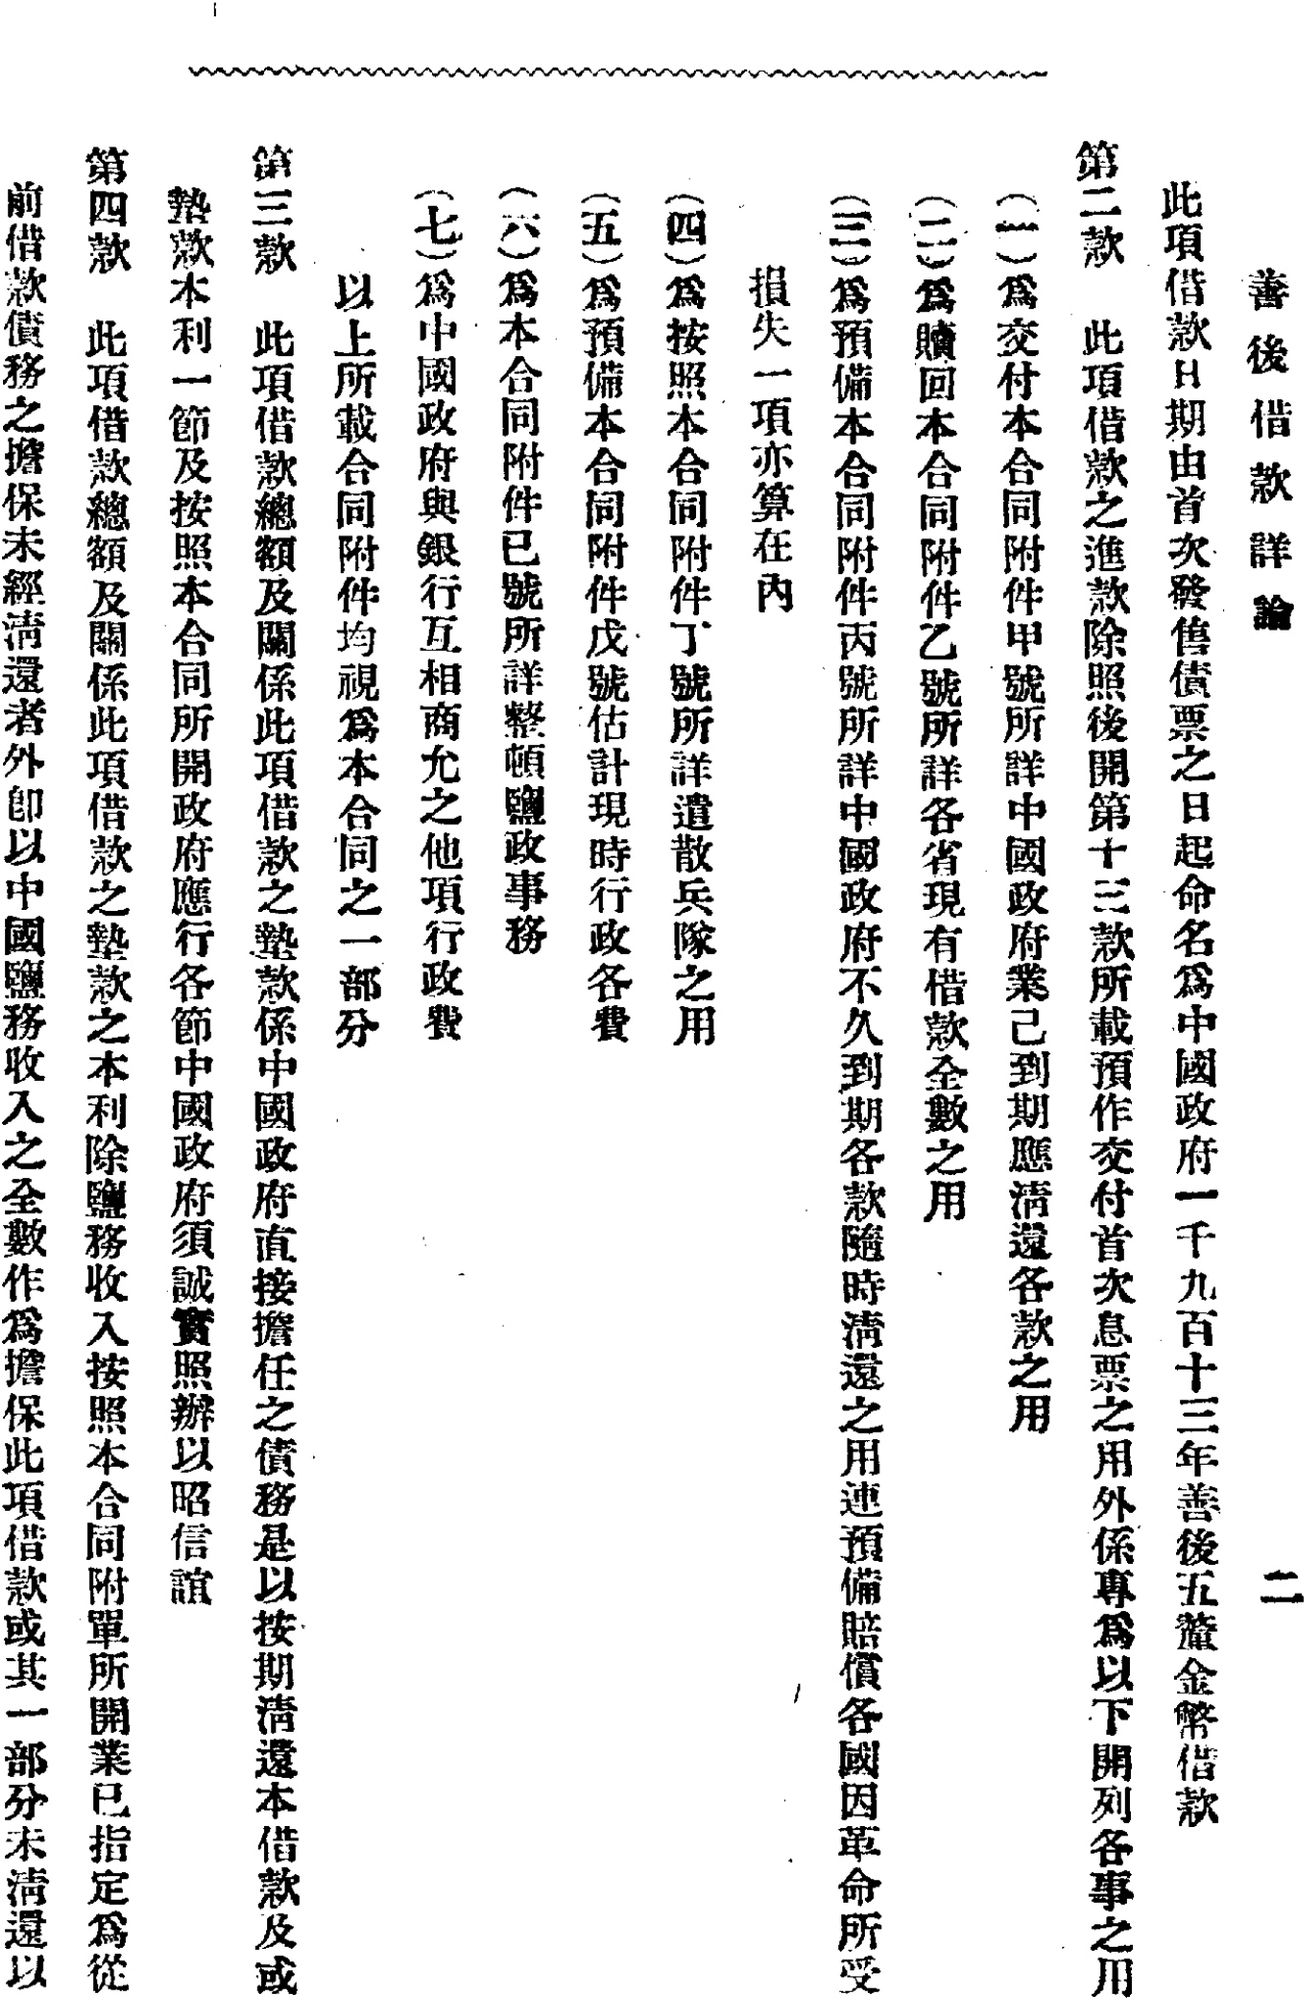 善後借款詳論
二
此項借款日期由首次發售債票之日起命名爲中國政府一千九百十三年善後五釐金幣借款
第二款　此項借款之進款除照後開第十三款所載預作交付首次息票之用外係專爲以下開列各事之用
(一)爲交付本合同附件甲號所詳中國政府業已到期應淸還各款之用
(二)爲贖回本合同附件乙號所詳各省現有借款全數之用
(三)爲預備本合同附件丙號所詳中國政府不久到期各款隨時淸還之用連預備賠償各國因革命所受
損失一項亦算在內
(四)爲按照本合同附件丁號所詳遣散兵隊之用
(五)爲預備本合同附件戊號估計現時行政各費
(六)爲本合同附件已號所詳整頓鹽政事務
(七)爲中國政府與銀行互相商允之他項行政費
以上所載合同附件均視爲本合同之一部分
第三款　此項借款總額及關係此項借款之墊款係中國政府直接擔任之債務是以按期淸還本借款及或
墊款本利一節及按照本合同所開政府應行各節中國政府須誠實照辦以昭信誼
第四款　此項借款總額及關係此項借款之墊款之本利除鹽務收入按照本合同附單所開業已指定爲從
前借款債務之擔保未經淸還者外卽以中國鹽務收入之全數作爲擔保此項借款或其一部分未淸還以